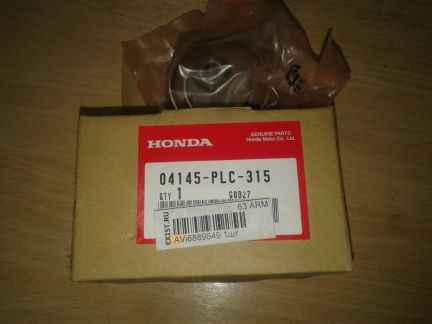 HONDA
GENUINE PARTS
Honda Motor Co., Ltd.
04145-PLC-315
QTY 1 G0027
63 ARM
EXIST.RU
AVi8889649 1шт